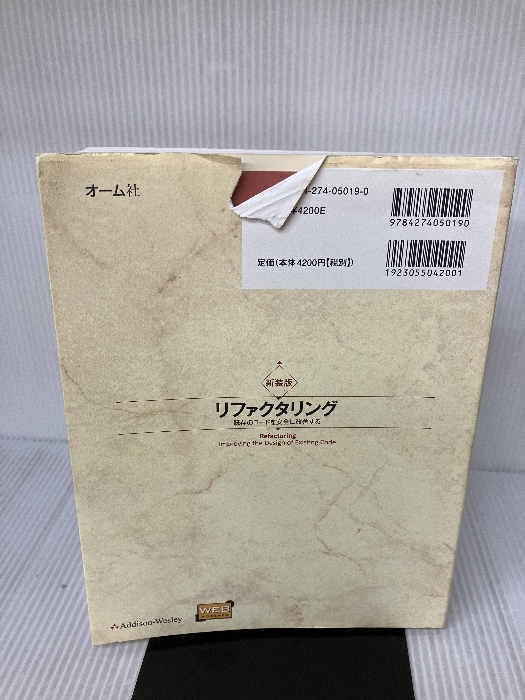 オーム社
-274-05019-0
4200E
9784274050190
定価(本体4200円【税別】)
1923055042001
新装版
リファクタリング
既存のコードを安全に改善する
Refactoring
Improving the Design of Existing Code
Addison-Wesley
WEB